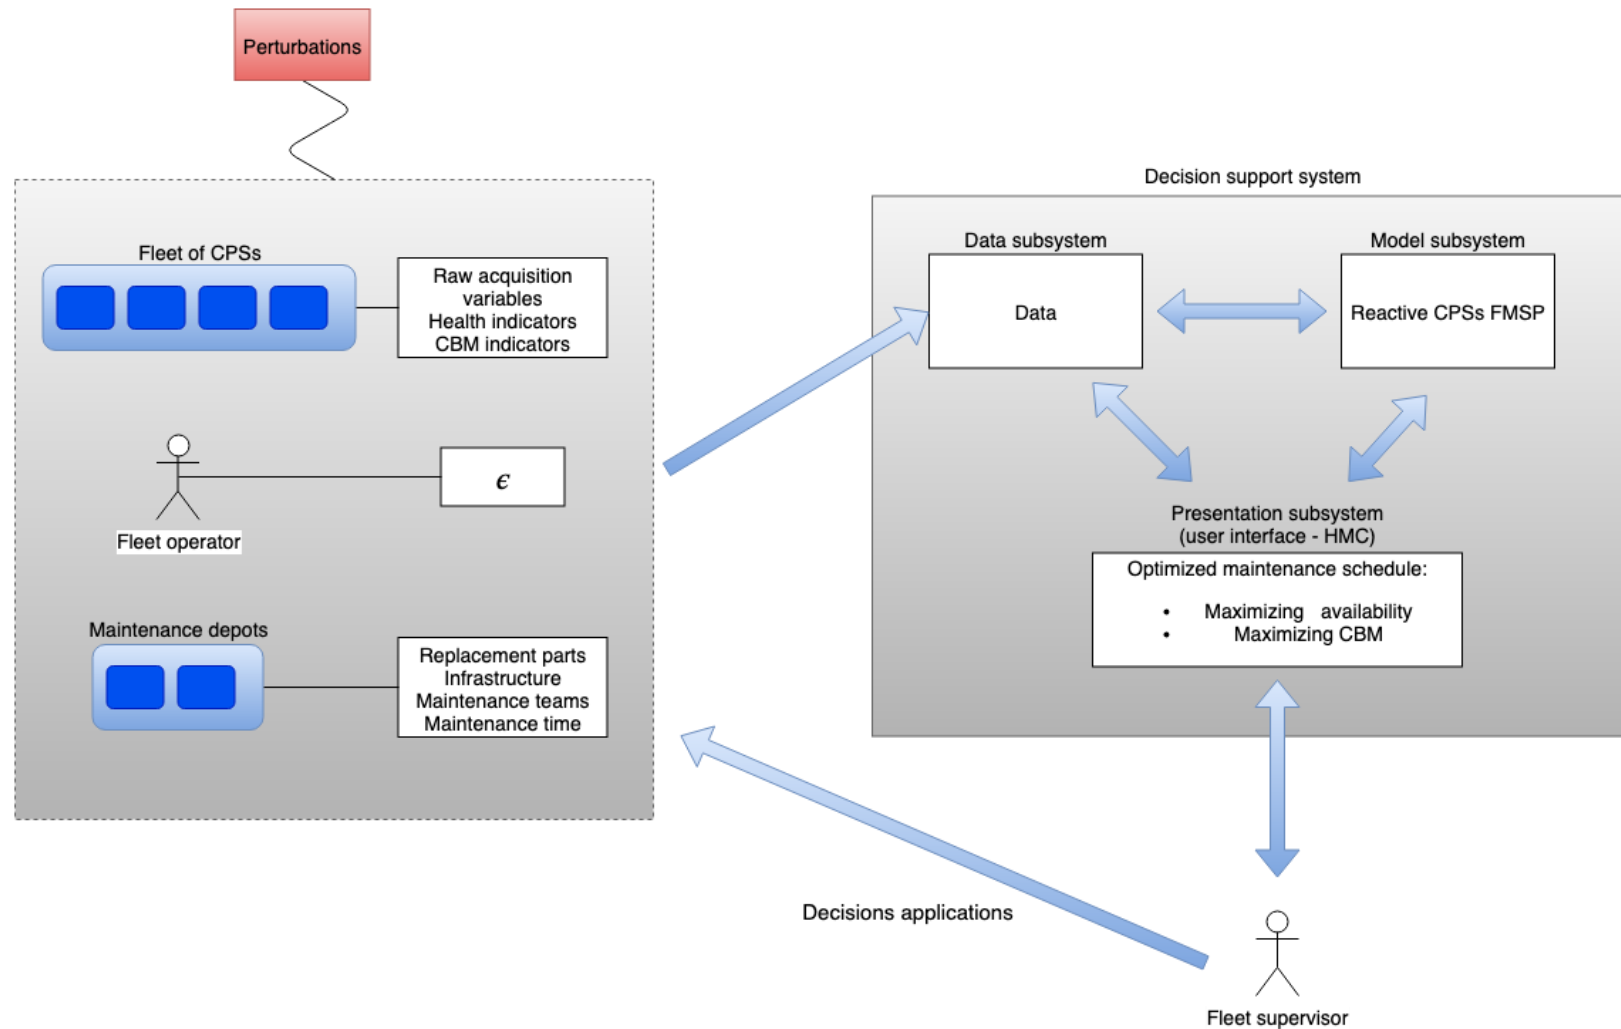 Perturbations
Fleet of CPSs
Raw acquisition
variables
Health indicators
CBM indicators
ϵ
Fleet operator
Maintenance depots
Replacement parts
Infrastructure
Maintenance teams
Maintenance time
Decision support system
Data subsystem
Data
Model subsystem
Reactive CPSs FMSP
Presentation subsystem
(user interface - HMC)
Optimized maintenance schedule:
• Maximizing availability
• Maximizing CBM
Decisions applications
Fleet supervisor